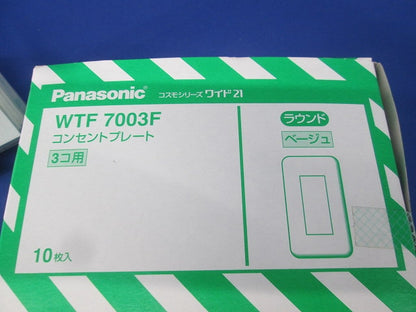 Panasonic コスモシリーズ ワイド21
WTF 7003F
コンセントプレート
3コ用
ラウンド
ベージュ
10枚入